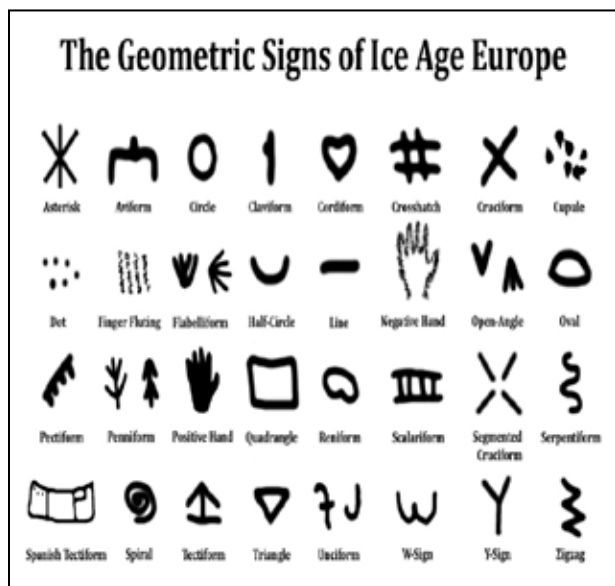 The Geometric Signs of Ice Age Europe
Asterisk Aviform Circle Claviform Cordiform Crosshatch Cruciform Cupule
Dot Finger Fluting Flabelliform Half-Circle Line Negative Hand Open-Angle Oval
Pectiform Penniform Positive Hand Quadrangle Reniform Scalariform Segmented Cruciform Serpentiform
Spanish Tectiform Spiral Tectiform Triangle Unciform W-Sign Y-Sign Zigzag